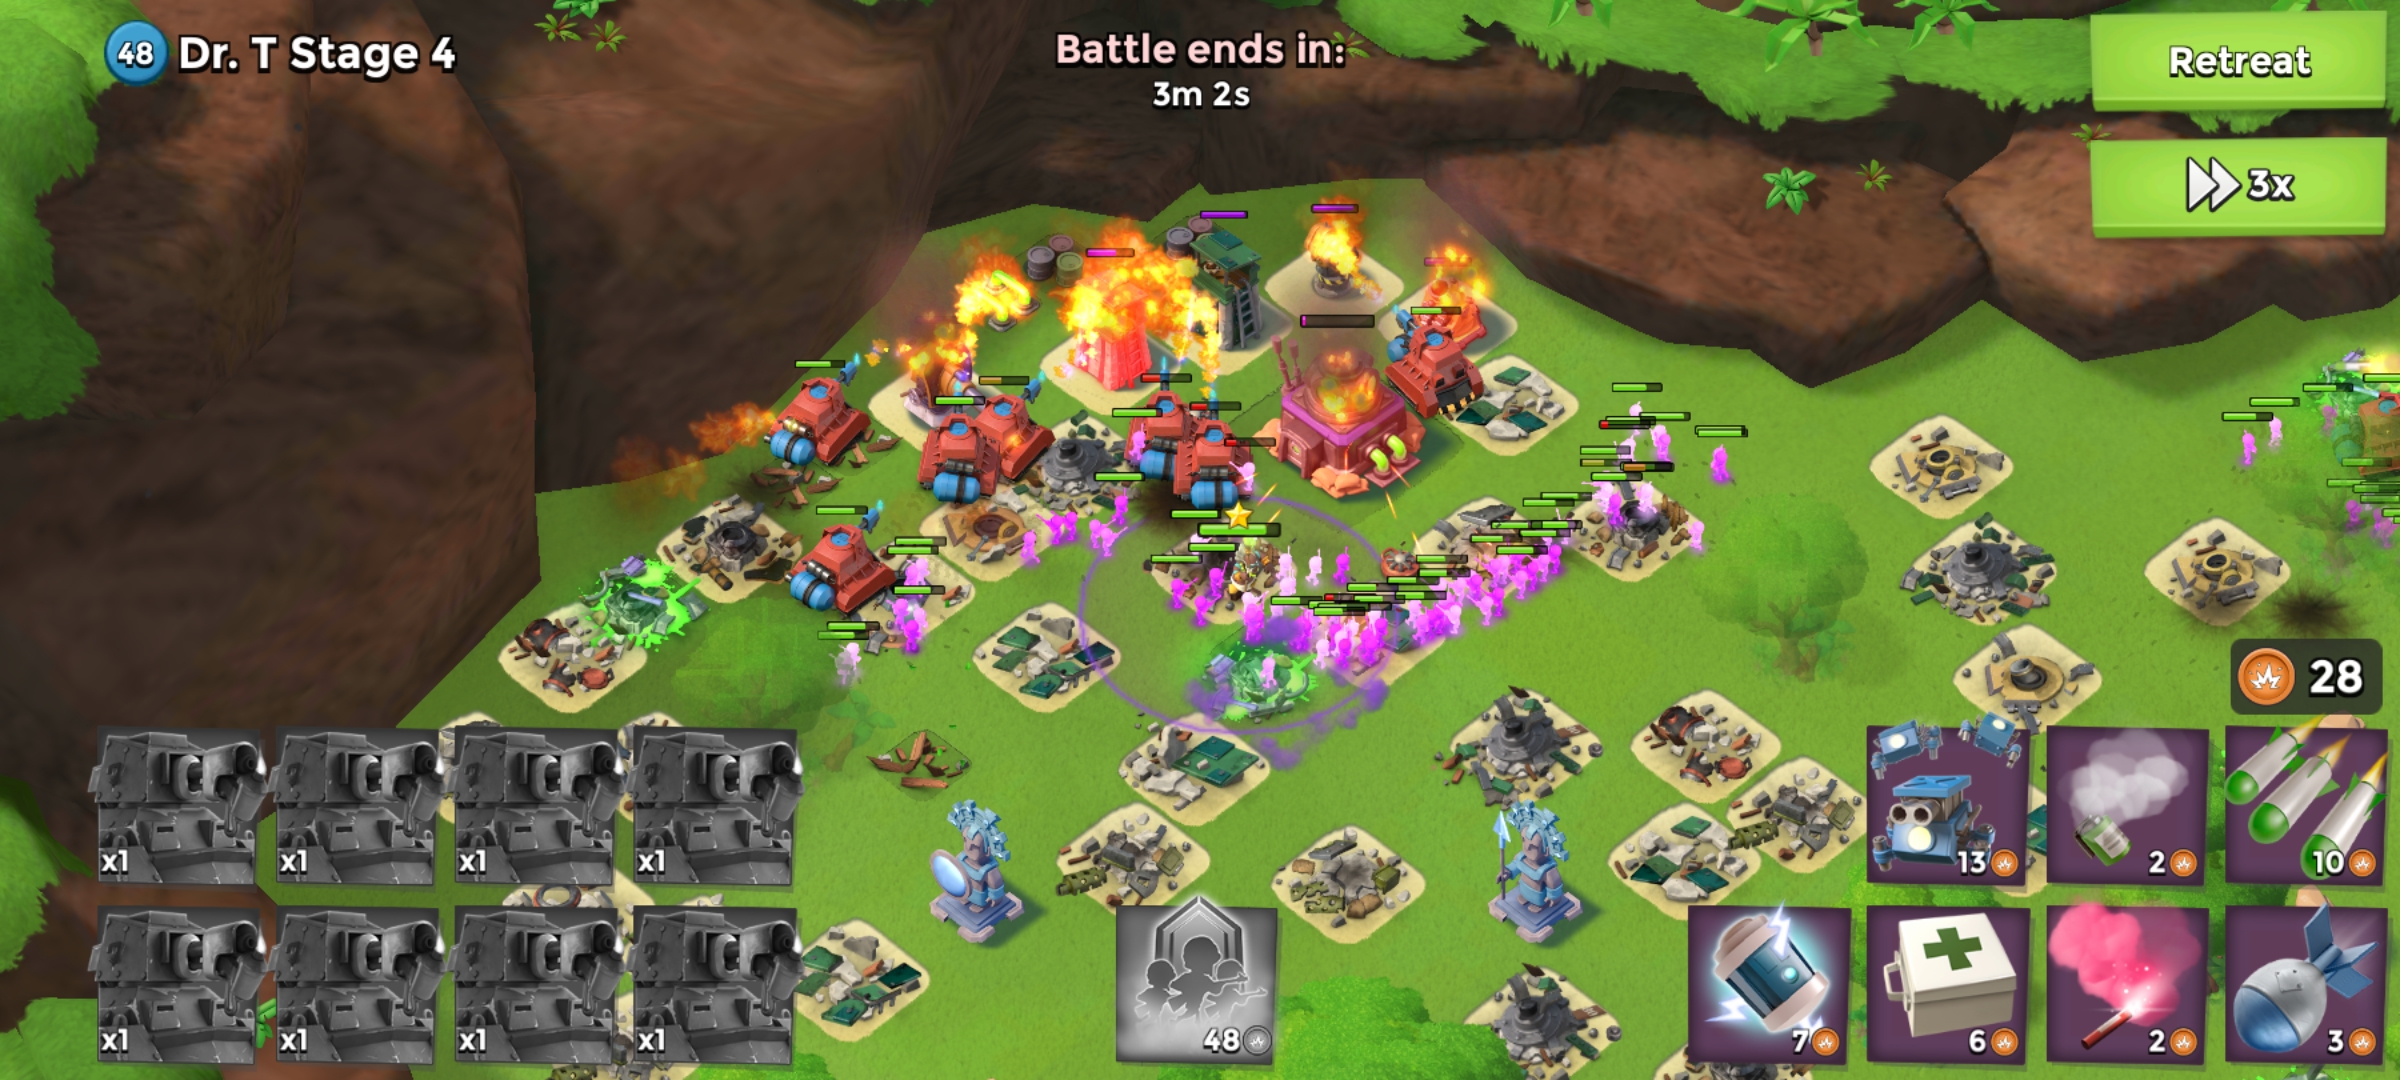 48 Dr. T Stage 4
Battle ends in:
3m 2s
Retreat
3x
28
x1 x1 x1 x1
13 2 10
x1 x1 x1 x1
48
7 6 2 3